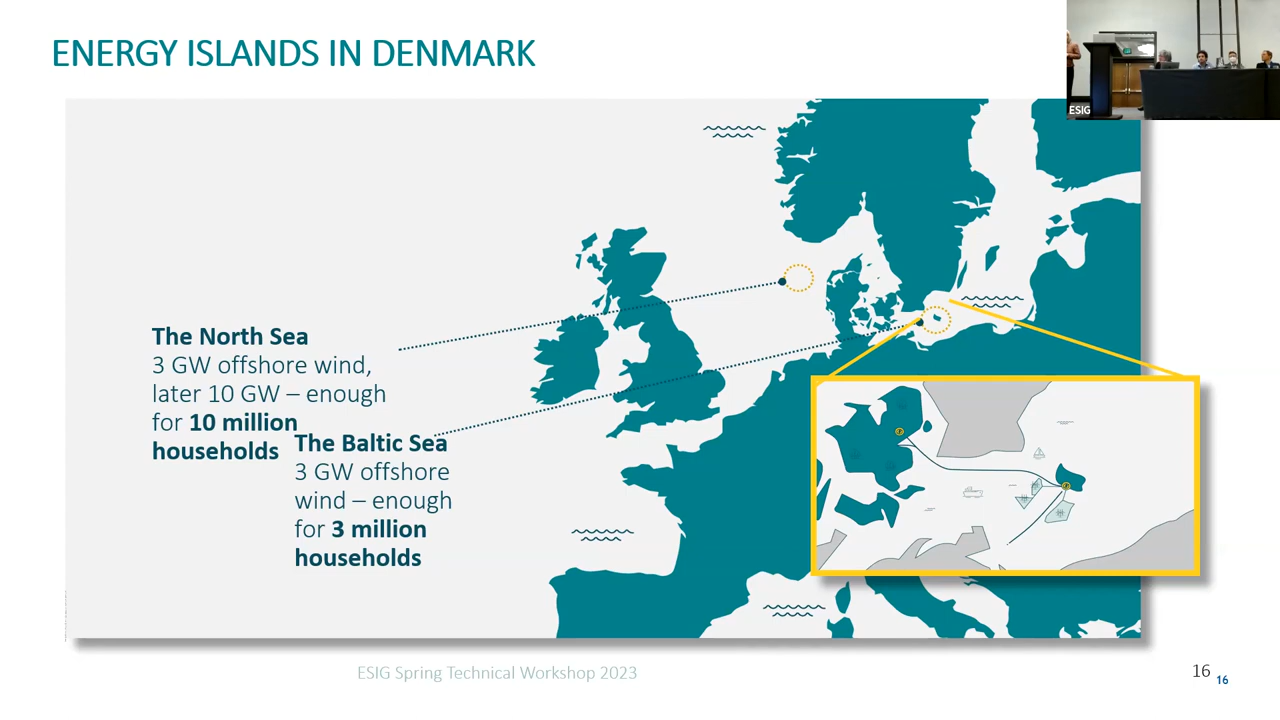 ENERGY ISLANDS IN DENMARK
ESIG
The North Sea
3 GW offshore wind,
later 10 GW – enough
for 10 million
households
The Baltic Sea
3 GW offshore
wind – enough
for 3 million
households
ESIG Spring Technical Workshop 2023
16
16